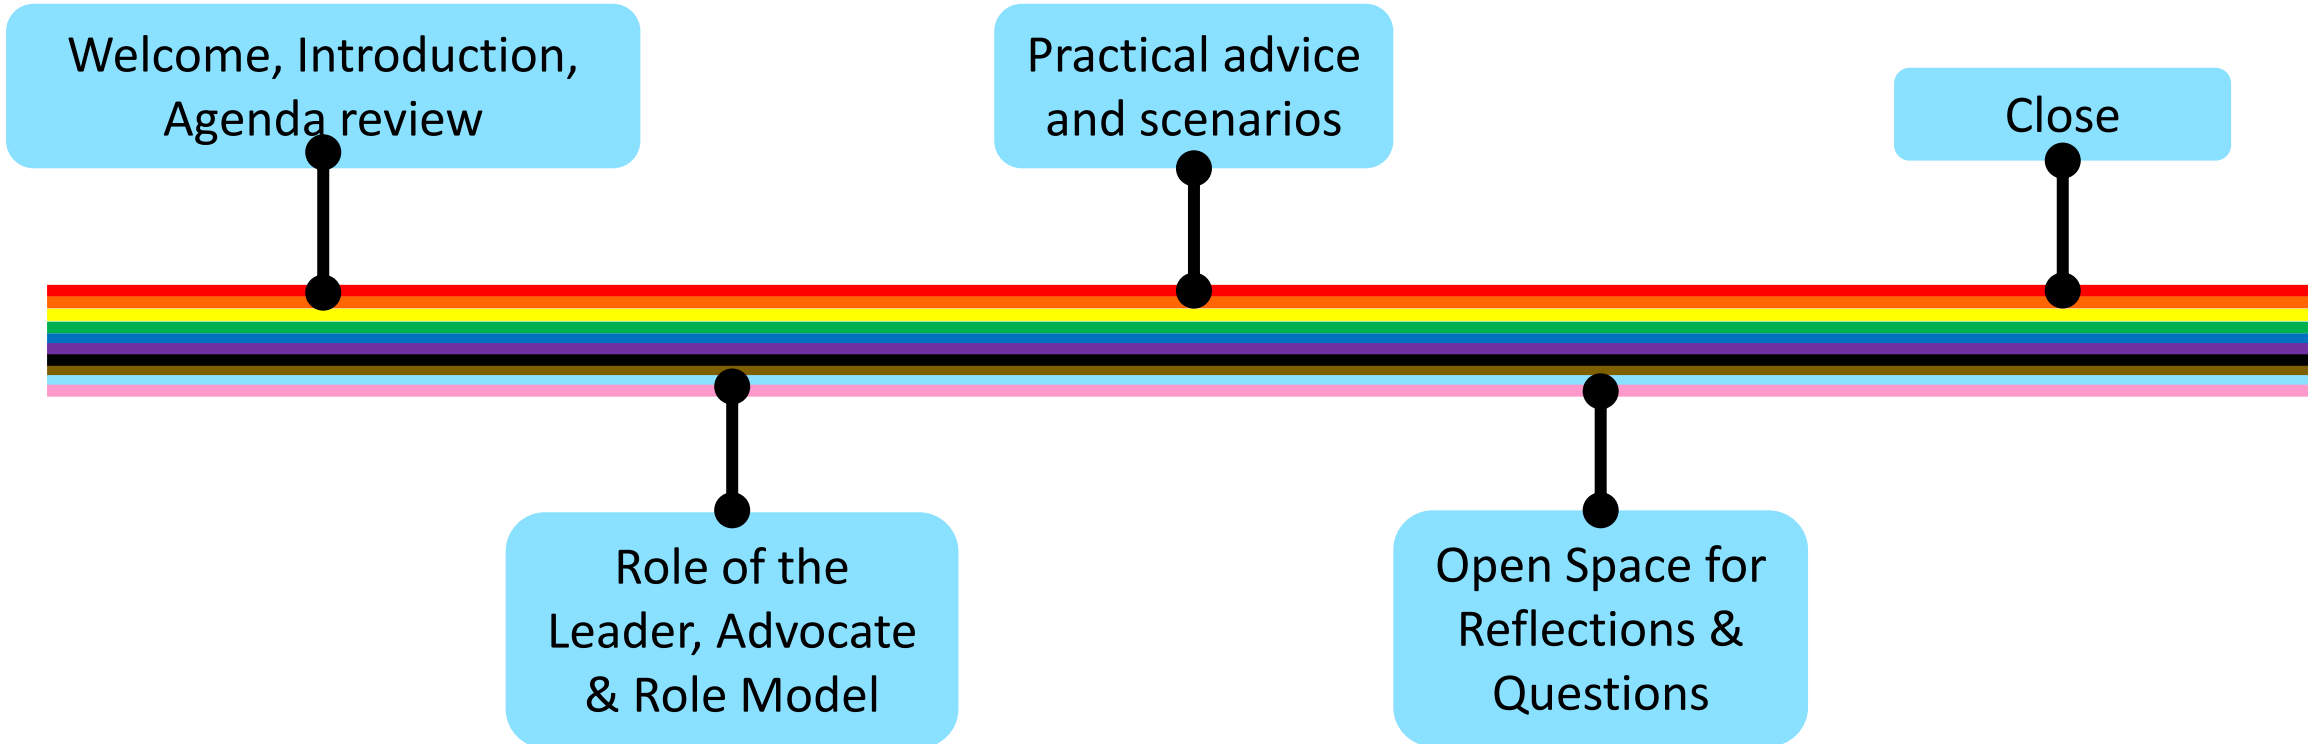 Welcome, Introduction,
Agenda review
Role of the
Leader, Advocate
& Role Model
Practical advice
and scenarios
Open Space for
Reflections &
Questions
Close